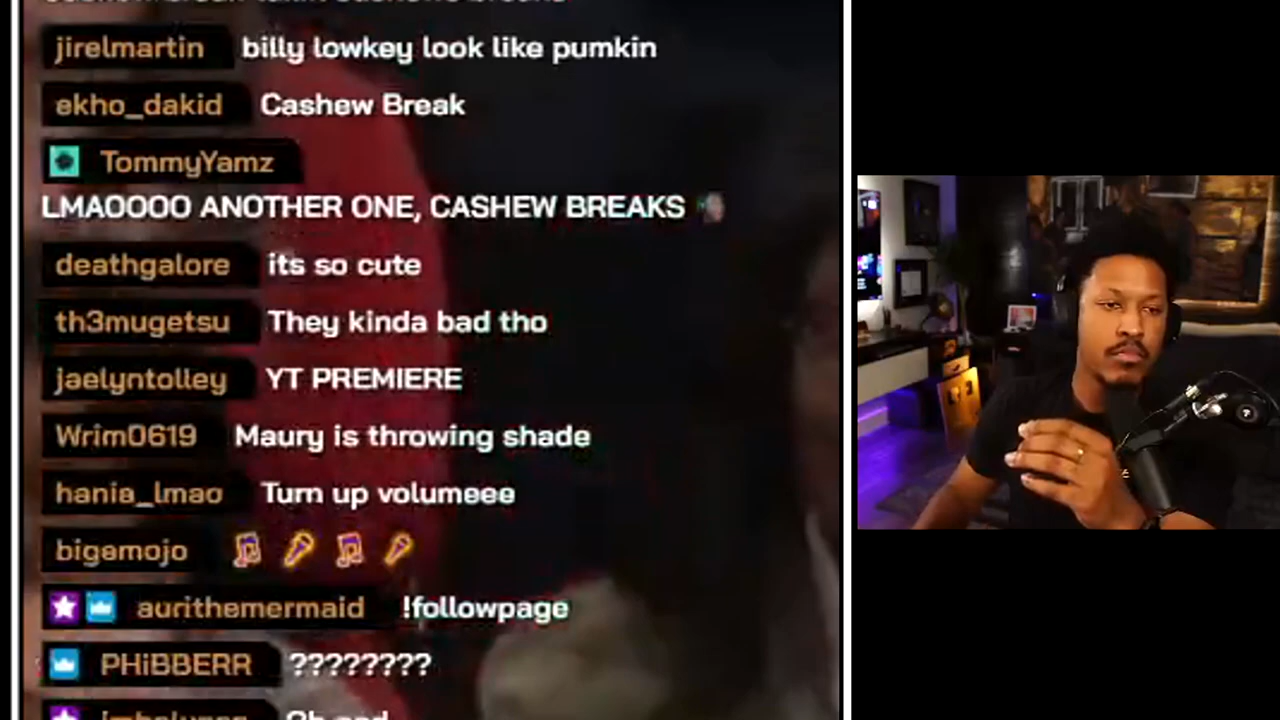 jirelmartin billy lowkey look like pumkin
ekho_dakid Cashew Break
TommyYamz
LMAOOOO ANOTHER ONE, CASHEW BREAKS
deathgalore its so cute
th3mugetsu They kinda bad tho
jaelyntolley YT PREMIERE
Wrim0619 Maury is throwing shade
hania_lmao Turn up volumeee
bigamojo
aurithemermaid !followpage
PHiBBERR ????????